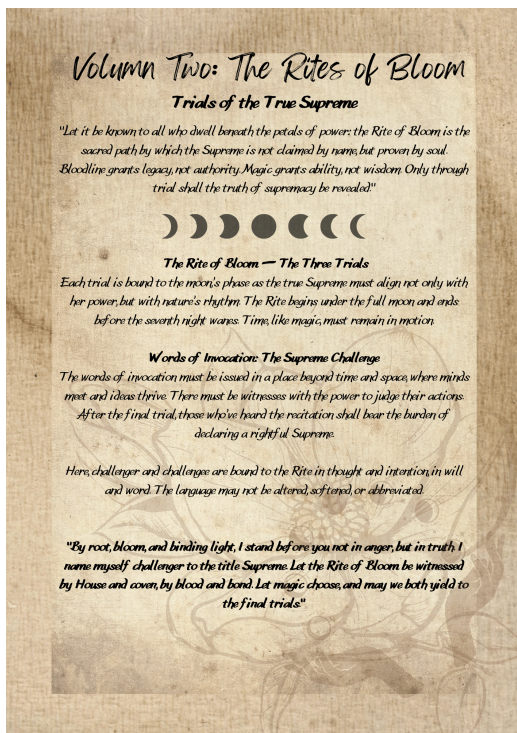 Volumn Two: The Rites of Bloom
Trials of the True Supreme
"Let it be known to all who dwell beneath the petals of power: the Rite of Bloom is the
sacred path by which the Supreme is not claimed by name, but proven by soul.
Bloodline grants legacy, not authority. Magic grants ability, not wisdom. Only through
trial shall the truth of supremacy be revealed."
The Rite of Bloom — The Three Trials
Each trial is bound to the moon's phase as the true Supreme must align not only with
her power, but with nature's rhythm. The Rite begins under the full moon and ends
before the seventh night wanes. Time, like magic, must remain in motion.
Words of Invocation: The Supreme Challenge
The words of invocation must be issued in a place beyond time and space, where minds
meet and ideas thrive. There must be witnesses with the power to judge their actions.
After the final trial, those who've heard the recitation shall bear the burden of
declaring a rightful Supreme.
Here, challenger and challengee are bound to the Rite in thought and intention, in will
and word. The language may not be altered, softened, or abbreviated.
"By root, bloom, and binding light, I stand before you not in anger, but in truth. I
name myself challenger to the title Supreme. Let the Rite of Bloom be witnessed
by House and coven, by blood and bond. Let magic choose, and may we both yield to
the final trials."